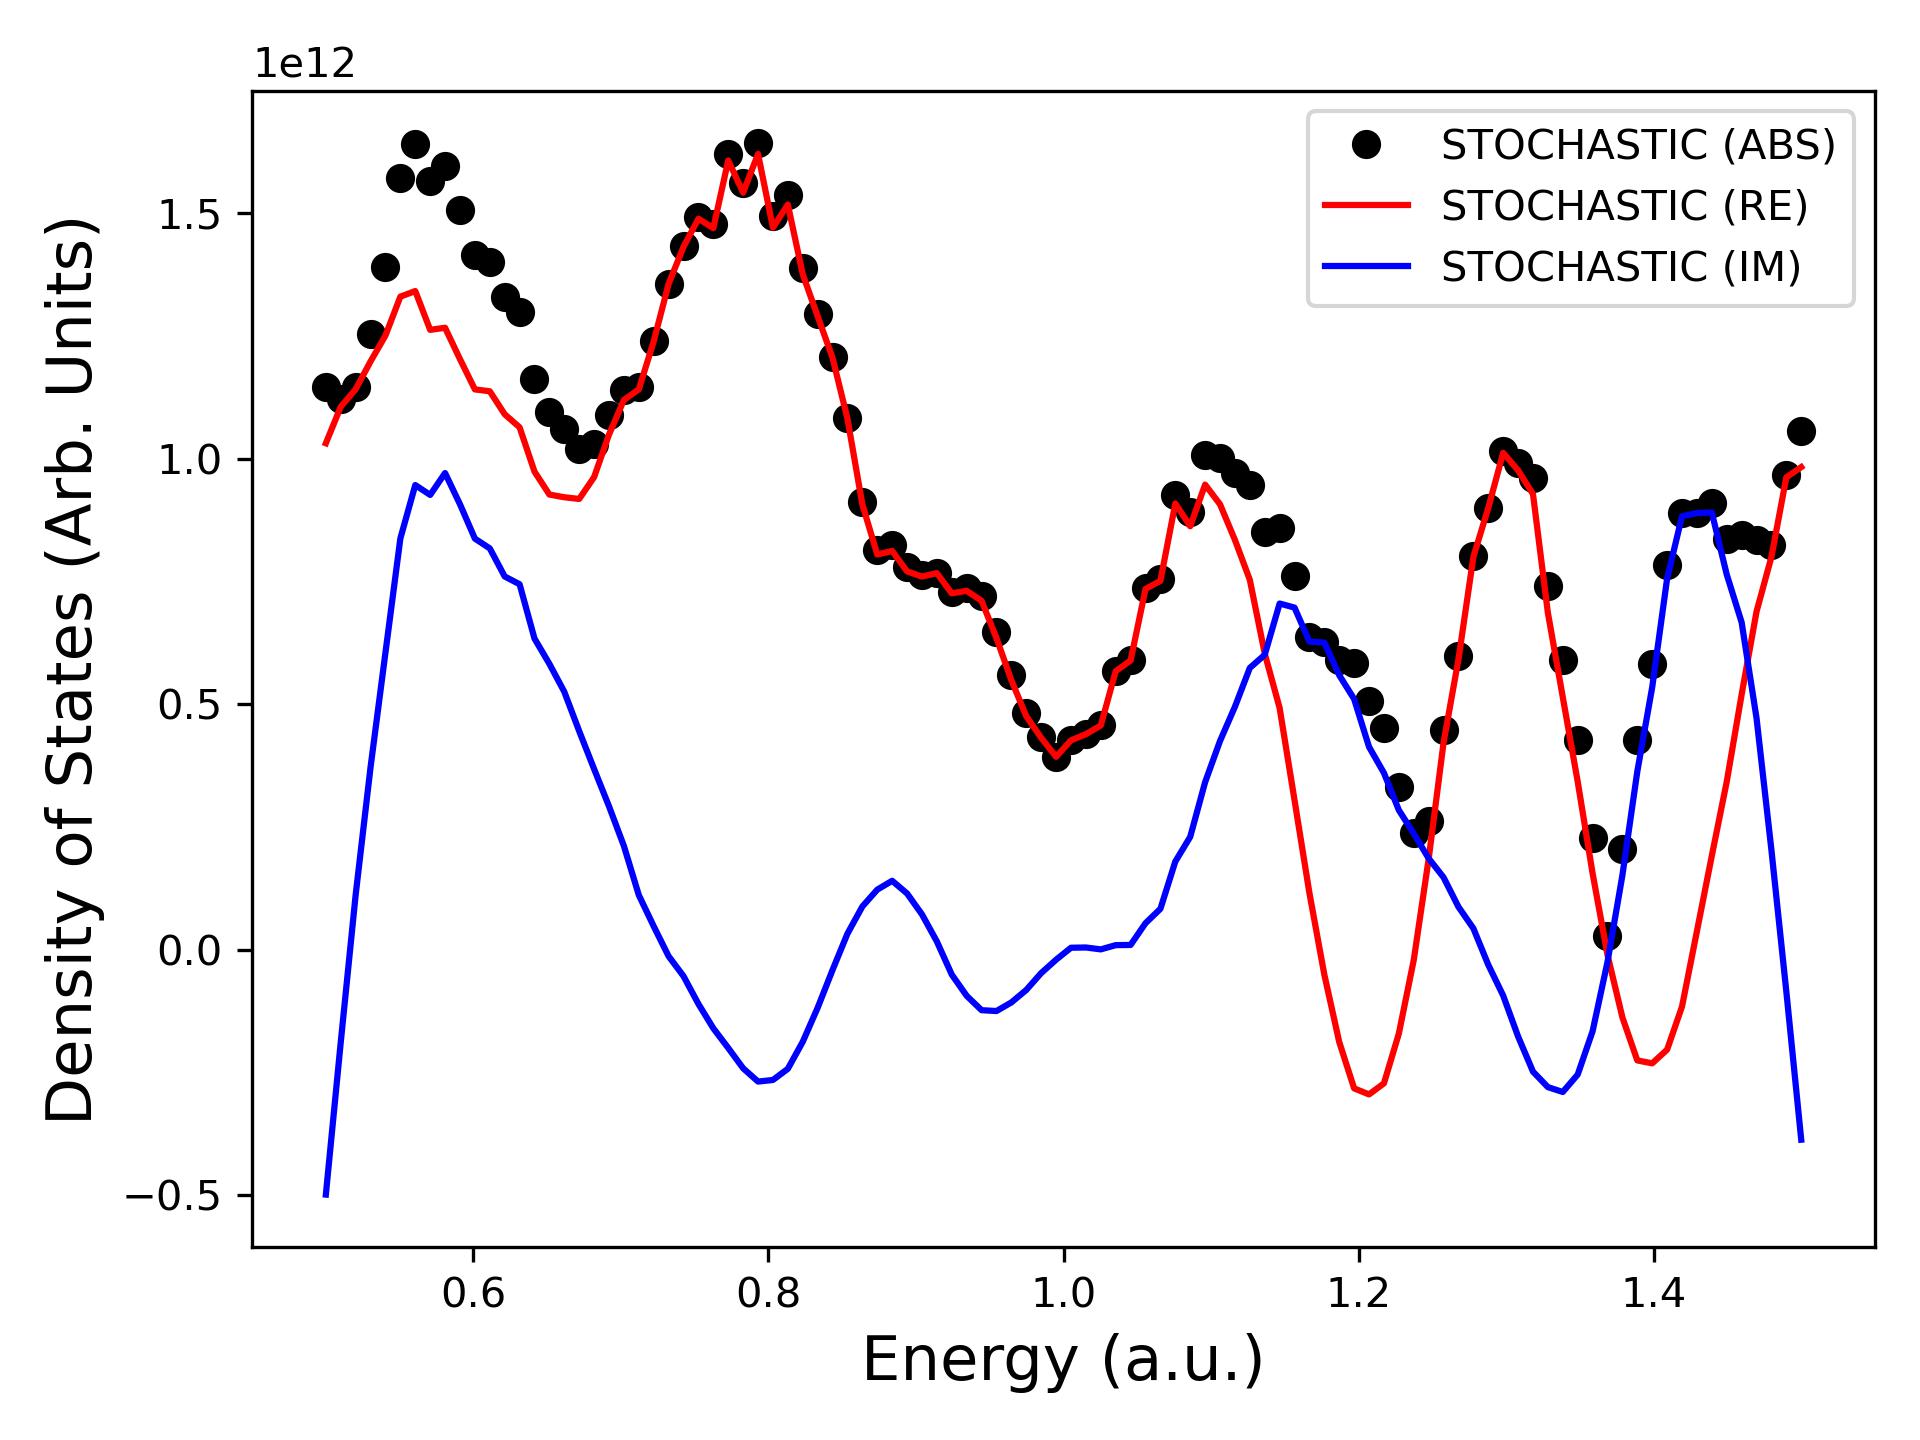 1e12
STOCHASTIC (ABS)
STOCHASTIC (RE)
STOCHASTIC (IM)
Density of States (Arb. Units)
1.5
1.0
0.5
0.0
−0.5
0.6 0.8 1.0 1.2 1.4
Energy (a.u.)